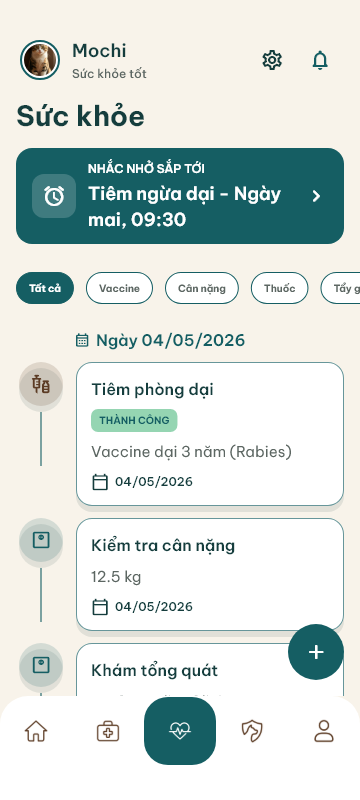 Mochi
Sức khỏe tốt
Sức khỏe
NHẮC NHỞ SẮP TỚI
Tiêm ngừa dại - Ngày
mai, 09:30
Tất cả
Vaccine
Cân nặng
Thuốc
Tẩy g
Ngày 04/05/2026
Tiêm phòng dại
THÀNH CÔNG
Vaccine dại 3 năm (Rabies)
04/05/2026
Kiểm tra cân nặng
12.5 kg
04/05/2026
Khám tổng quát